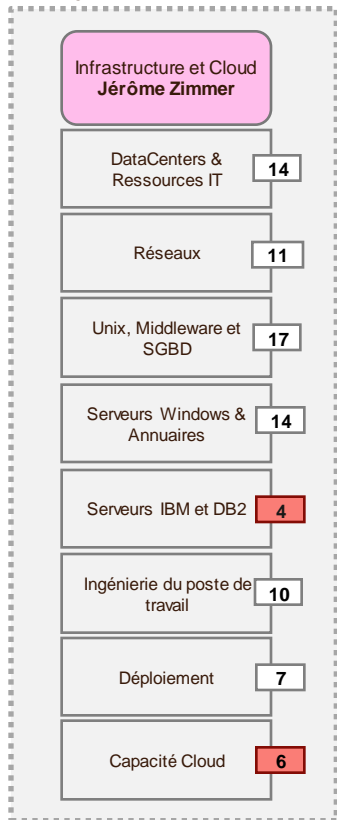 Infrastructure et Cloud
Jérôme Zimmer
DataCenters &
Ressources IT
14
Réseaux
11
Unix, Middleware et
SGBD
17
Serveurs Windows &
Annuaires
14
Serveurs IBM et DB2
4
Ingénierie du poste de
travail
10
Déploiement
7
Capacité Cloud
6